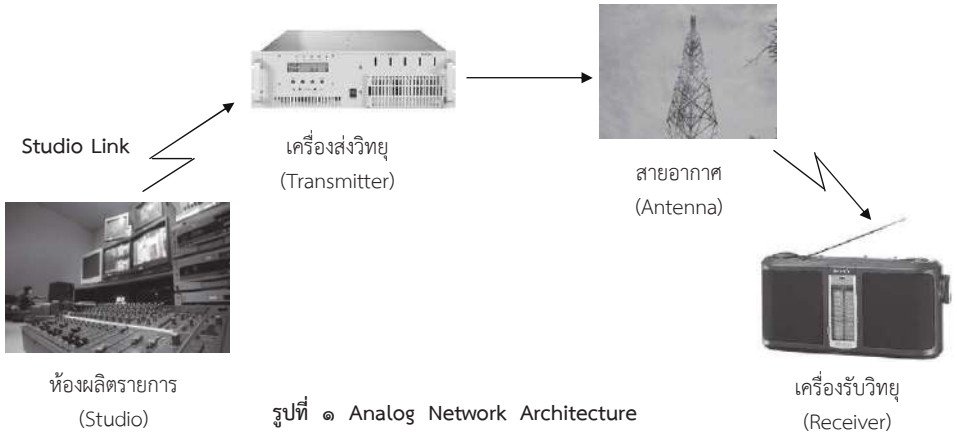 Studio Link
เครื่องส่งวิทยุ
(Transmitter)
สายอากาศ
(Antenna)
ห้องผลิตรายการ
(Studio)
เครื่องรับวิทยุ
(Receiver)
รูปที่ ๑ Analog Network Architecture